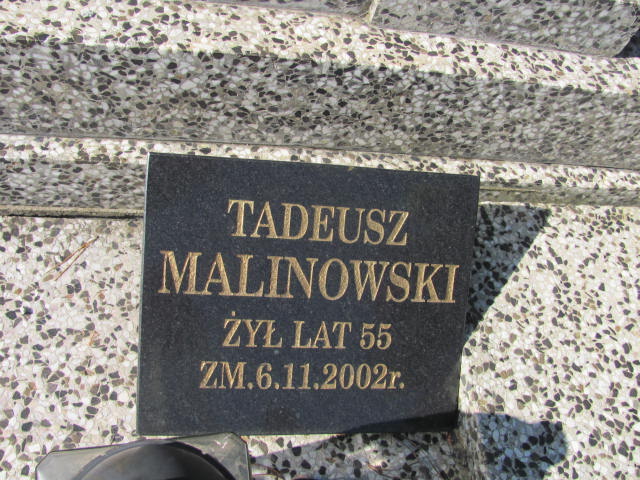 TADEUSZ
MALINOWSKI
ŻYŁ LAT 55
ZM.6.11.2002r.